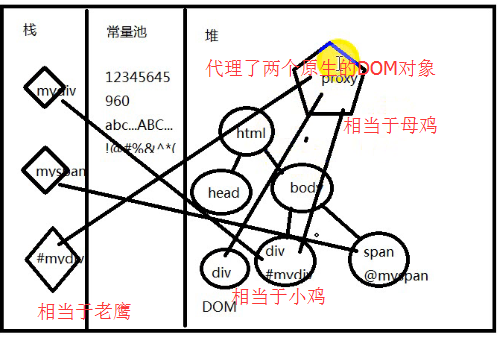 栈
常量池
堆
代理了两个原生的DOM对象
mydiv
12345645
960
abc...ABC...
!@#%&^*(
proxy
相当于母鸡
html
myspan
head
body
#mydiv
div
div
#mydiv
span
@myspan
相当于小鸡
相当于老鹰
DOM